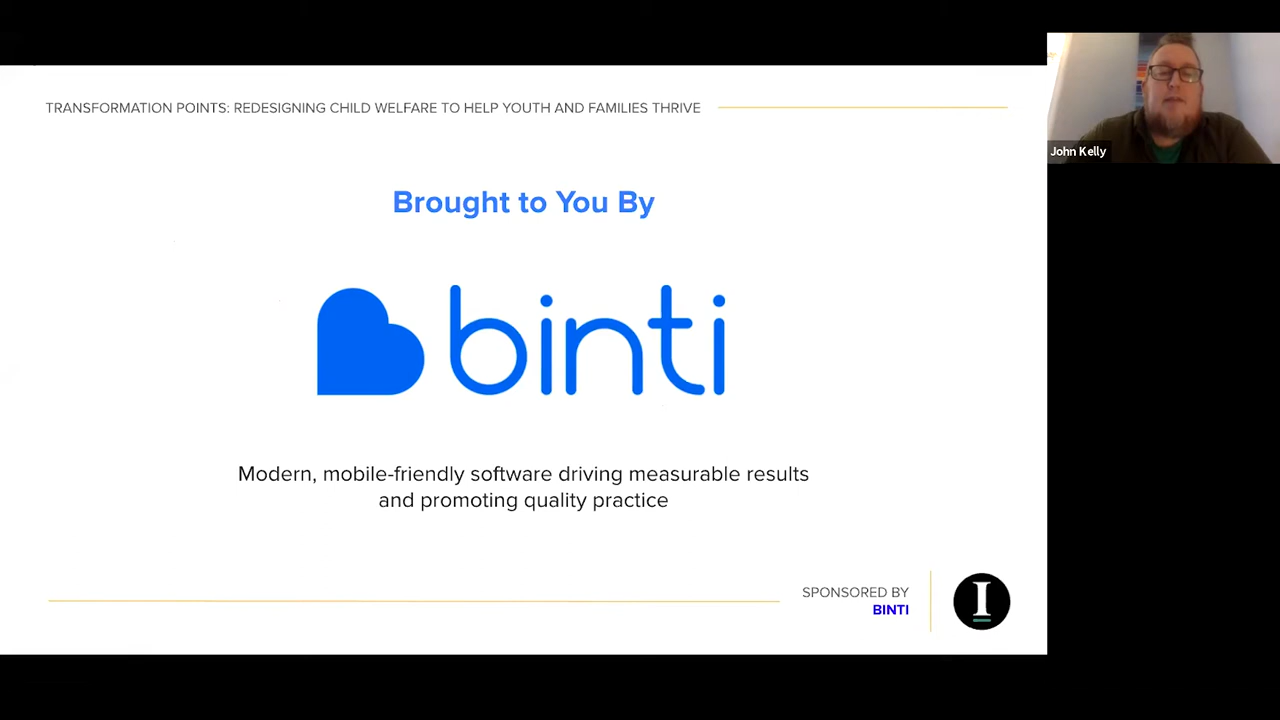 TRANSFORMATION POINTS: REDESIGNING CHILD WELFARE TO HELP YOUTH AND FAMILIES THRIVE
John Kelly
Brought to You By
binti
Modern, mobile-friendly software driving measurable results
and promoting quality practice
SPONSORED BY
BINTI
I